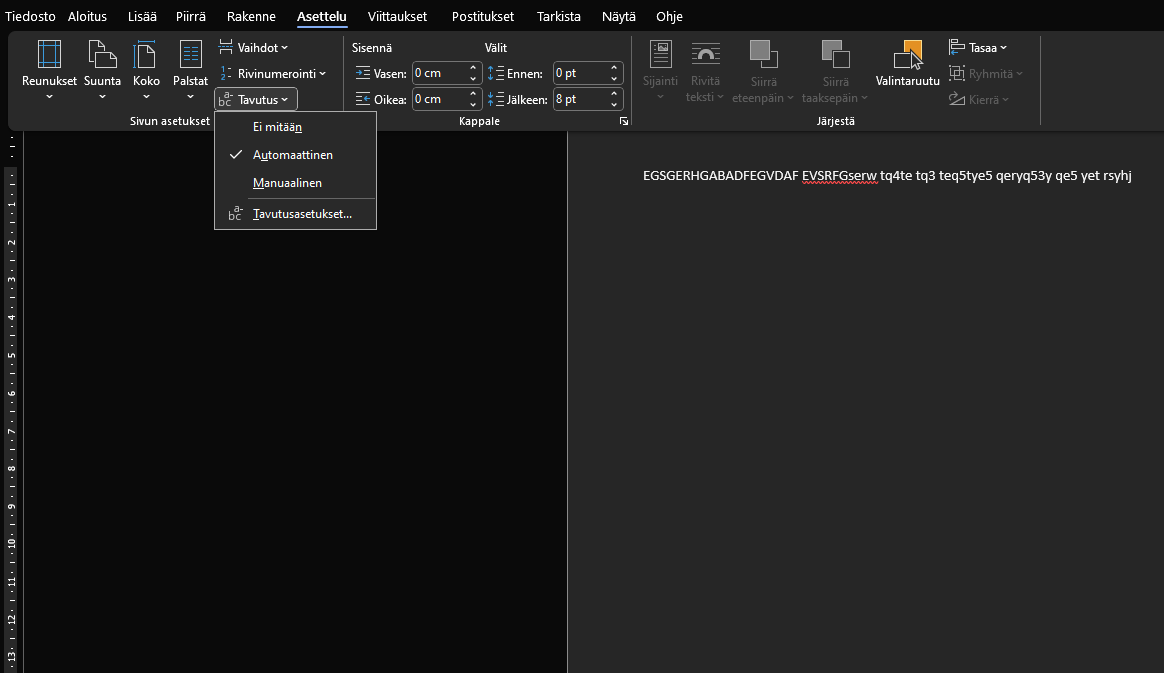 Tiedosto Aloitus Lisää Piirrä Rakenne Asettelu Viittaukset Postitukset Tarkista Näytä Ohje
Reunukset Suunta Koko Palstat
Vaihdot
Rivinumerointi
Tavutus
Sivun asetukset
Ei mitään
Automaattinen
Manuaalinen
Tavutusasetukset...
Sisennä Välit
Vasen: 0 cm Ennen: 0 pt
Oikea: 0 cm Jälkeen: 8 pt
Kappale
Sijainti
Rivitä
teksti
Siirrä
eteenpäin
Siirrä
taaksepäin
Valintaruutu
Tasaa
Ryhmitä
Kierrä
Järjestä
1
2
3
4
5
6
7
8
9
10
11
12
13
EGSGERHGABADFEGVDAF EVSRFGserw tq4te tq3 teq5tye5 qeryq53y qe5 yet rsyhj